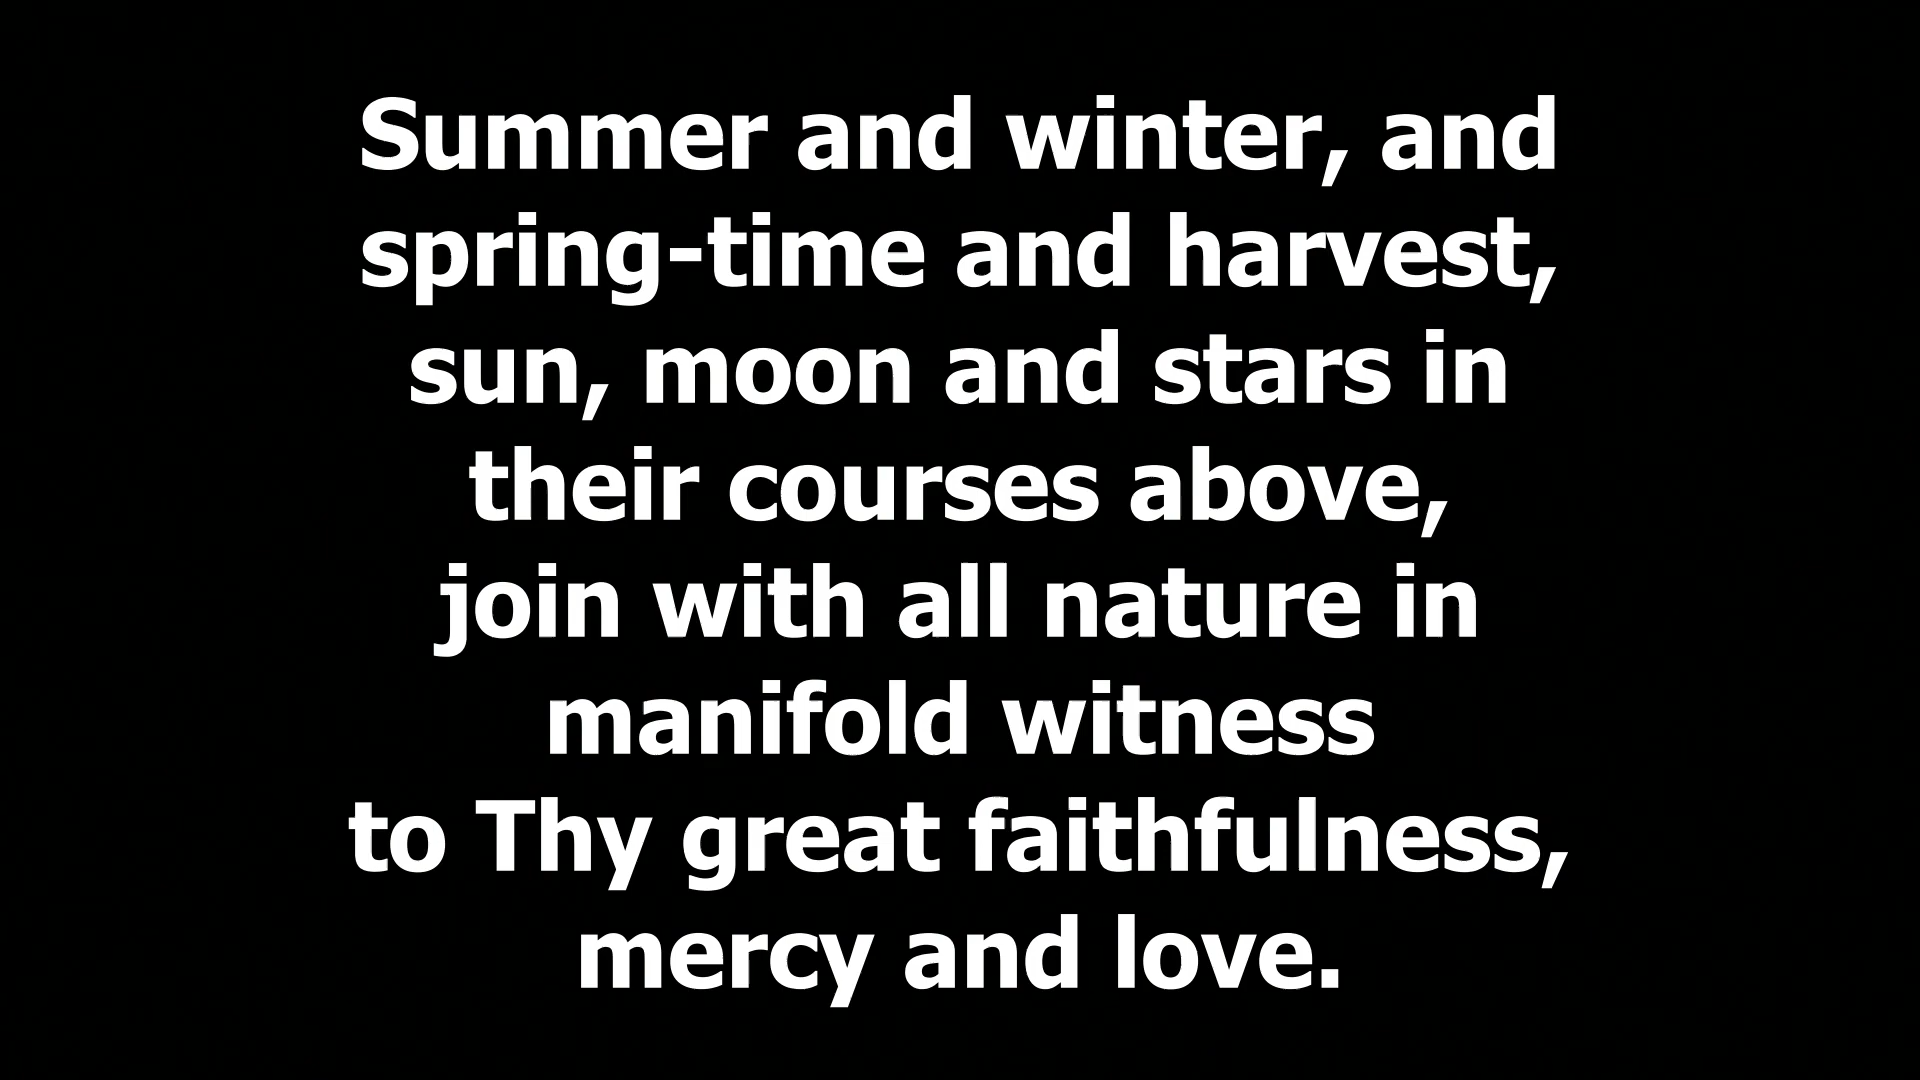 Summer and winter, and
spring-time and harvest,
sun, moon and stars in
their courses above,
join with all nature in
manifold witness
to Thy great faithfulness,
mercy and love.